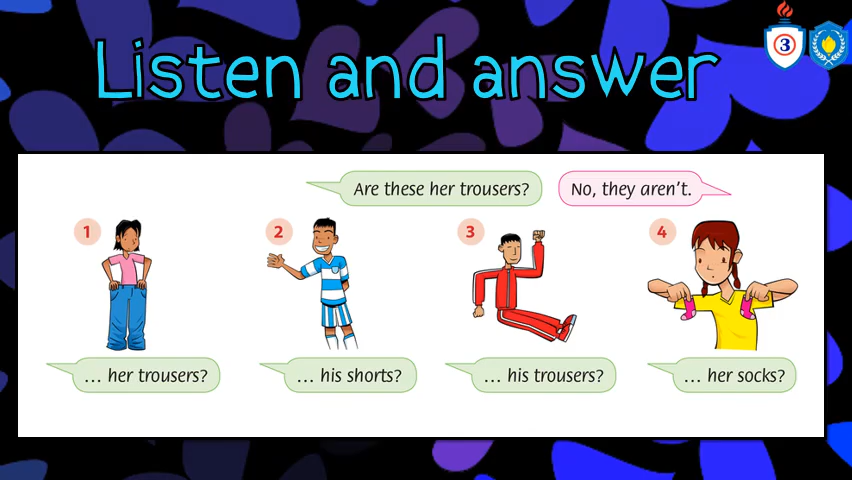 Listen and answer
3
Are these her trousers?
No, they aren't.
1
2
3
4
... her trousers?
... his shorts?
... his trousers?
... her socks?